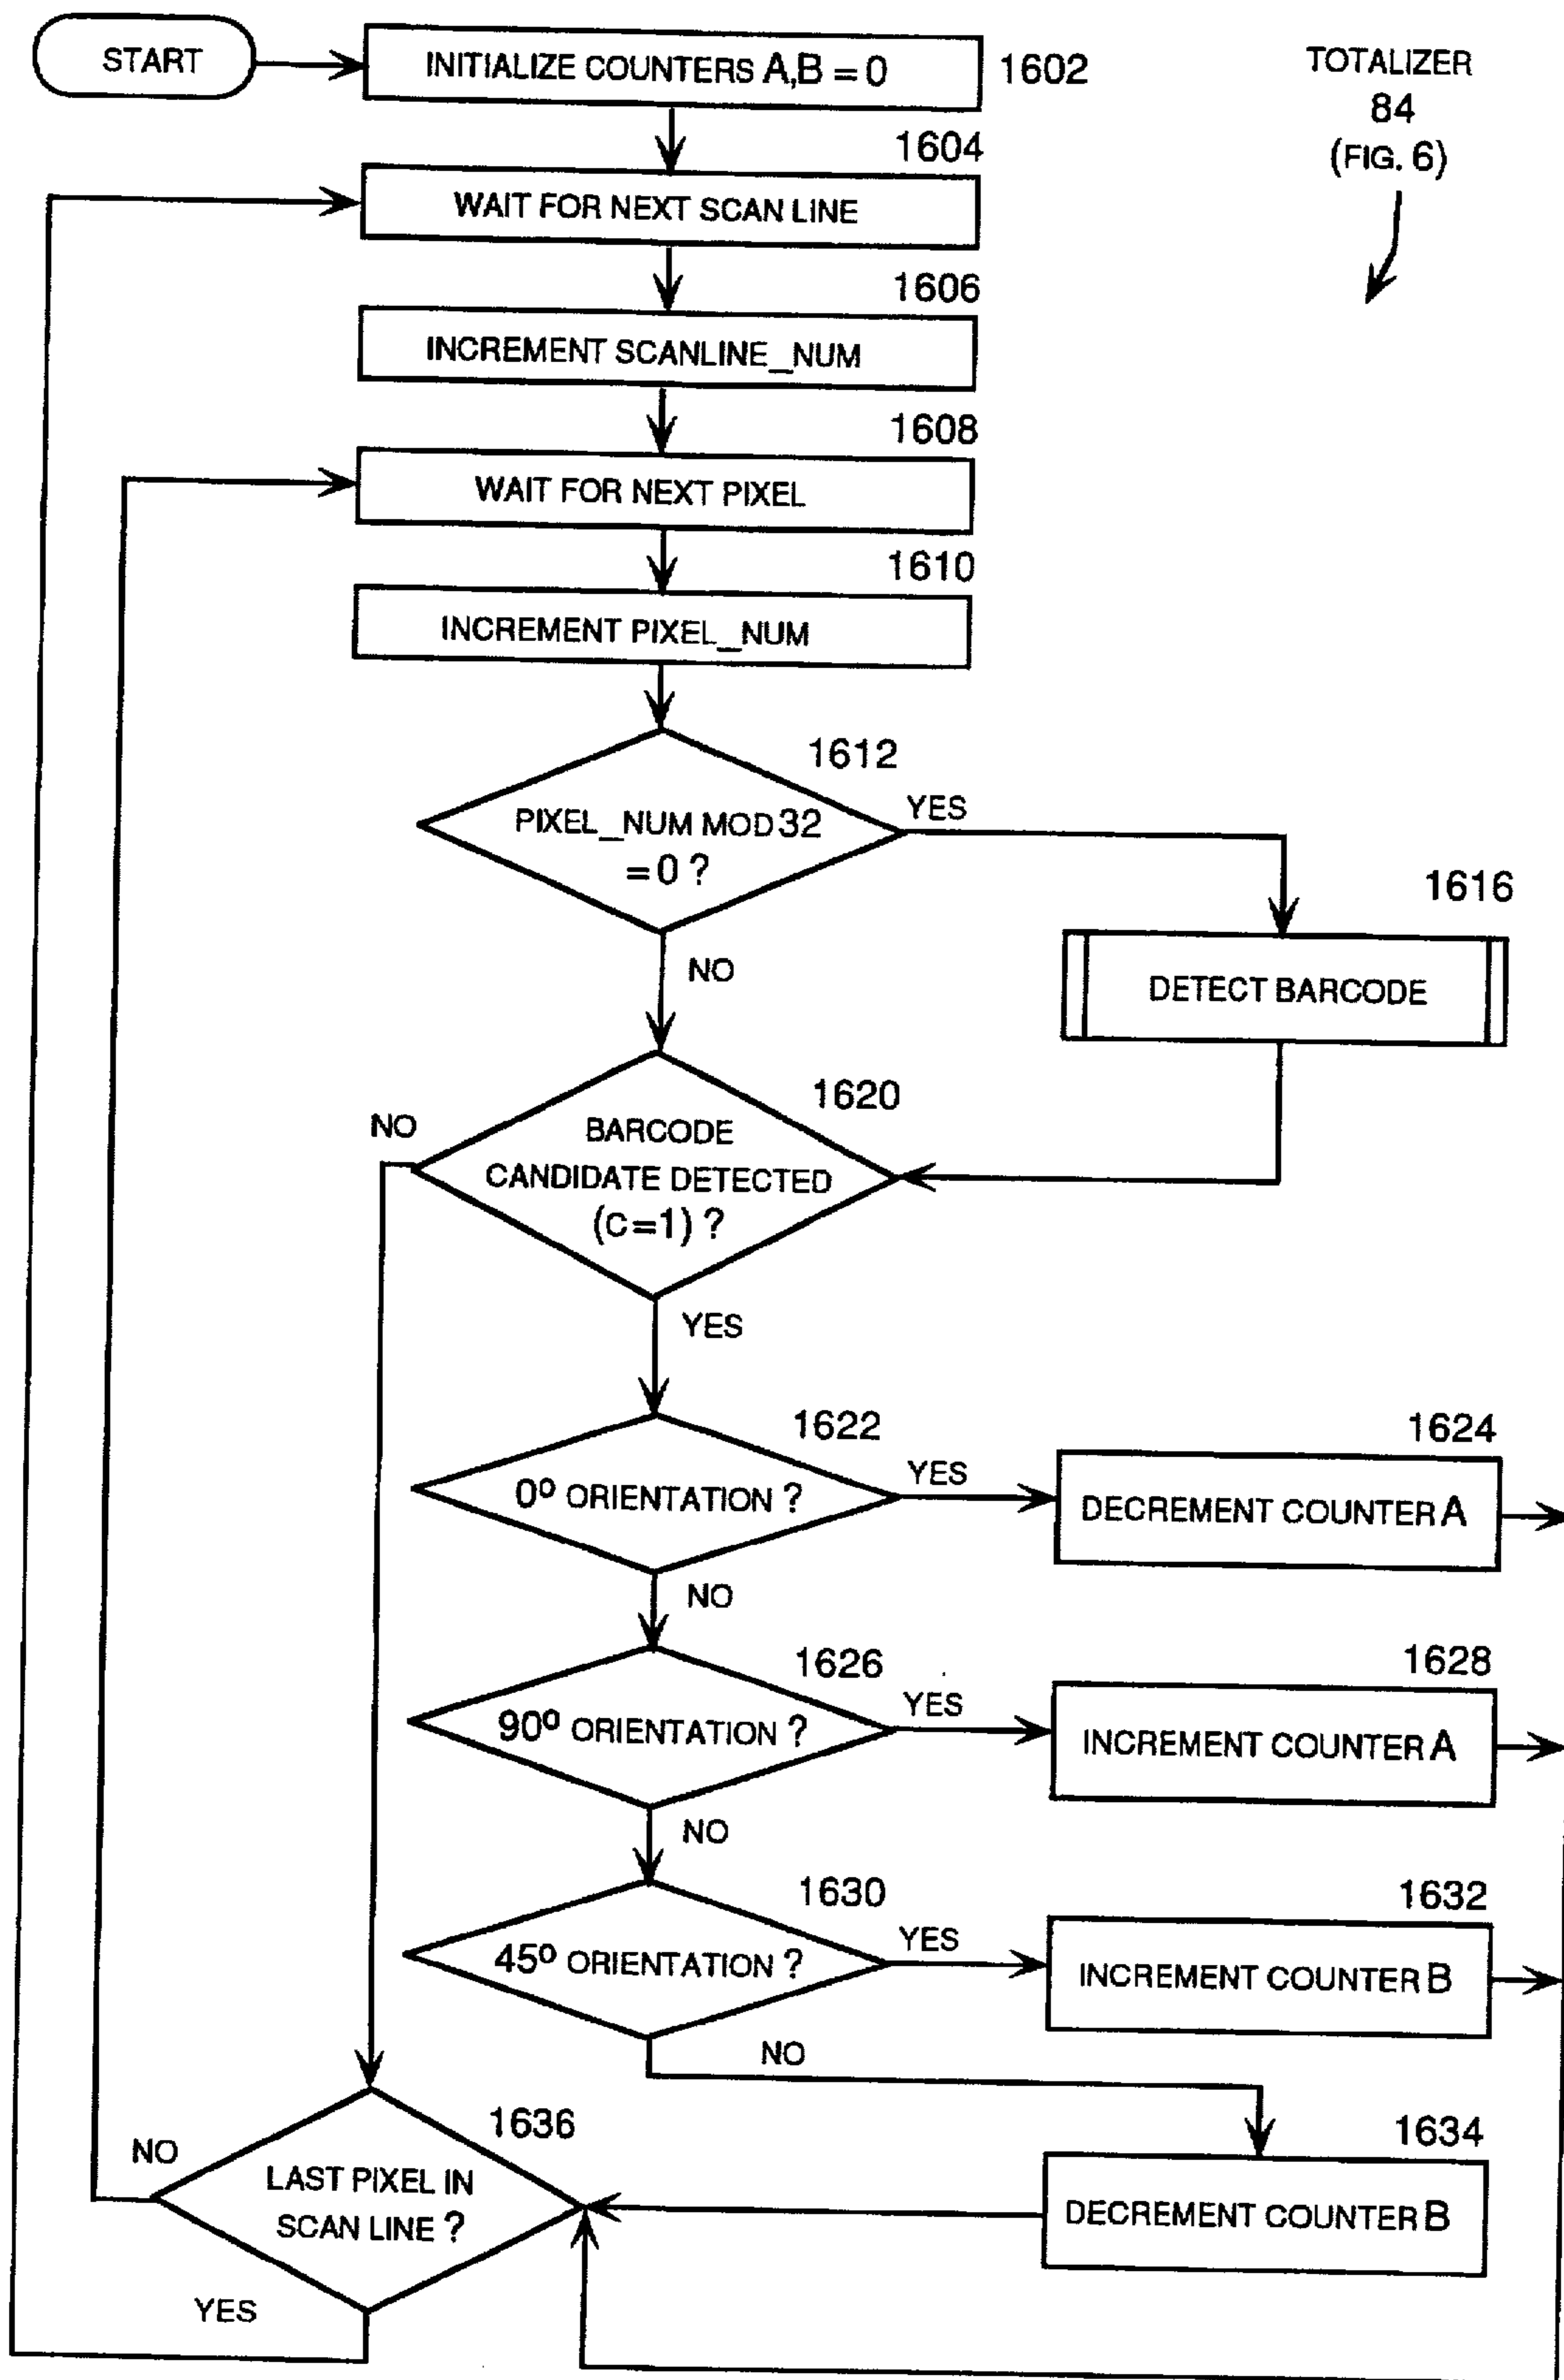 START
INITIALIZE COUNTERS A,B = 0
1602
TOTALIZER
84
(FIG. 6)
1604
WAIT FOR NEXT SCAN LINE
1606
INCREMENT SCANLINE_NUM
1608
WAIT FOR NEXT PIXEL
1610
INCREMENT PIXEL_NUM
1612
PIXEL_NUM MOD 32
= 0 ?
YES
NO
1616
DETECT BARCODE
1620
BARCODE
CANDIDATE DETECTED
(C=1) ?
NO
YES
1622
0º ORIENTATION ?
YES
1624
DECREMENT COUNTER A
NO
1626
90º ORIENTATION ?
YES
1628
INCREMENT COUNTER A
NO
1630
45º ORIENTATION ?
YES
1632
INCREMENT COUNTER B
NO
1634
DECREMENT COUNTER B
1636
LAST PIXEL IN
SCAN LINE ?
NO
YES